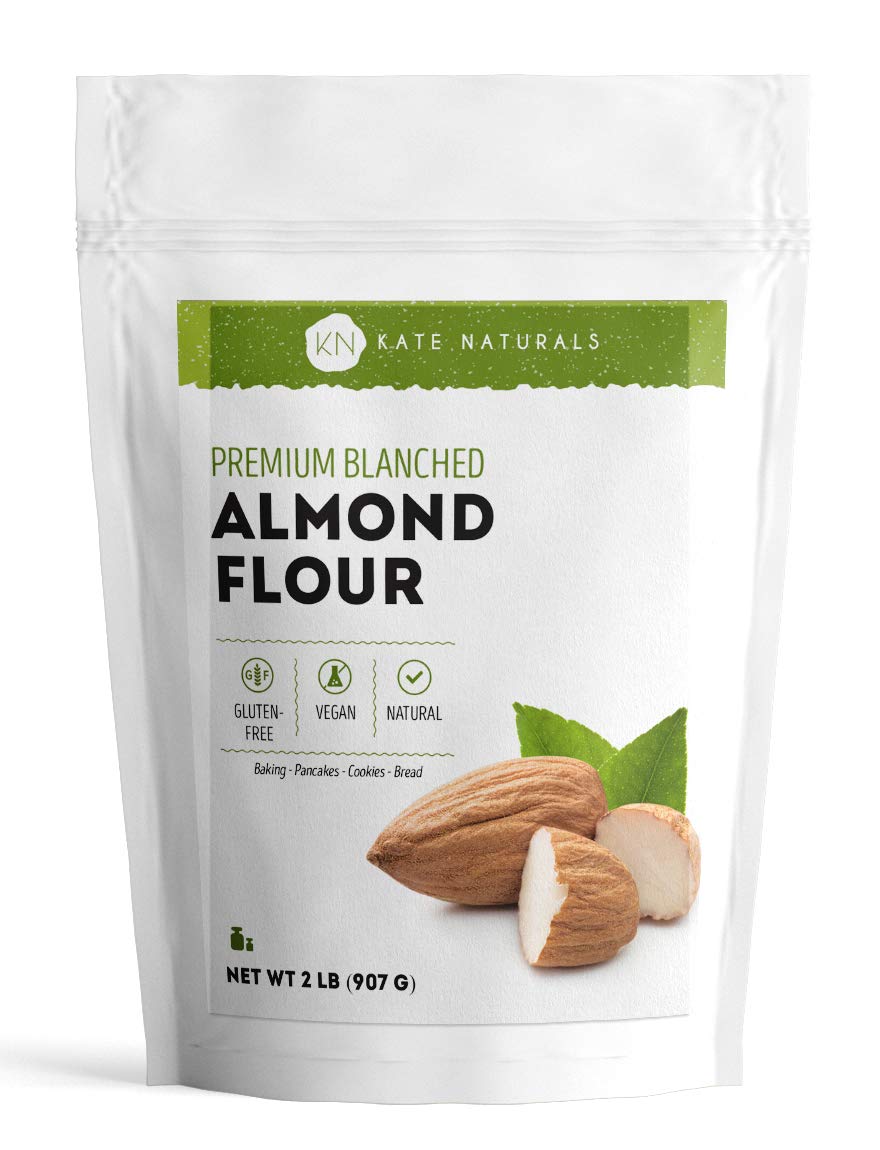 KN KATE NATURALS
PREMIUM BLANCHED
ALMOND
FLOUR
G F
GLUTEN-
FREE
VEGAN
NATURAL
Baking - Pancakes - Cookies - Bread
NET WT 2 LB (907 G)